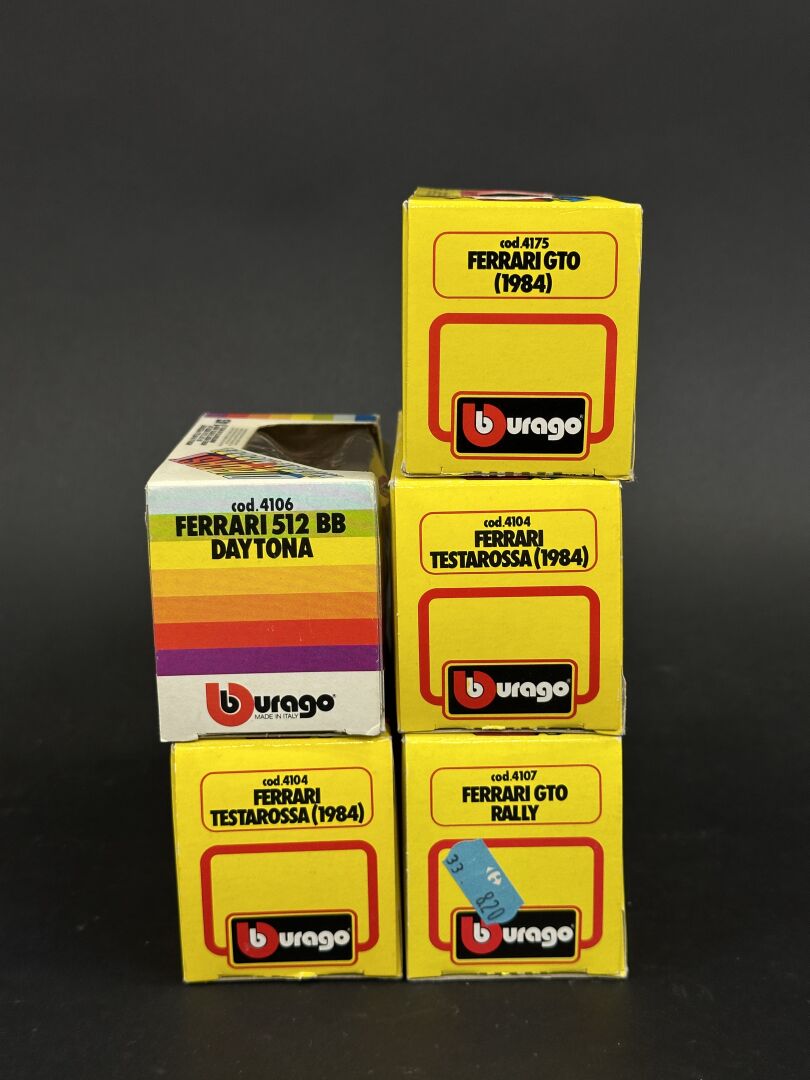 cod.4175
FERRARI GTO
(1984)
burago
cod.4106
FERRARI 512 BB
DAYTONA
burago
MADE IN ITALY
cod.4104
FERRARI
TESTAROSSA (1984)
burago
cod.4104
FERRARI
TESTAROSSA (1984)
burago
cod.4107
FERRARI GTO
RALLY
33
820
burago